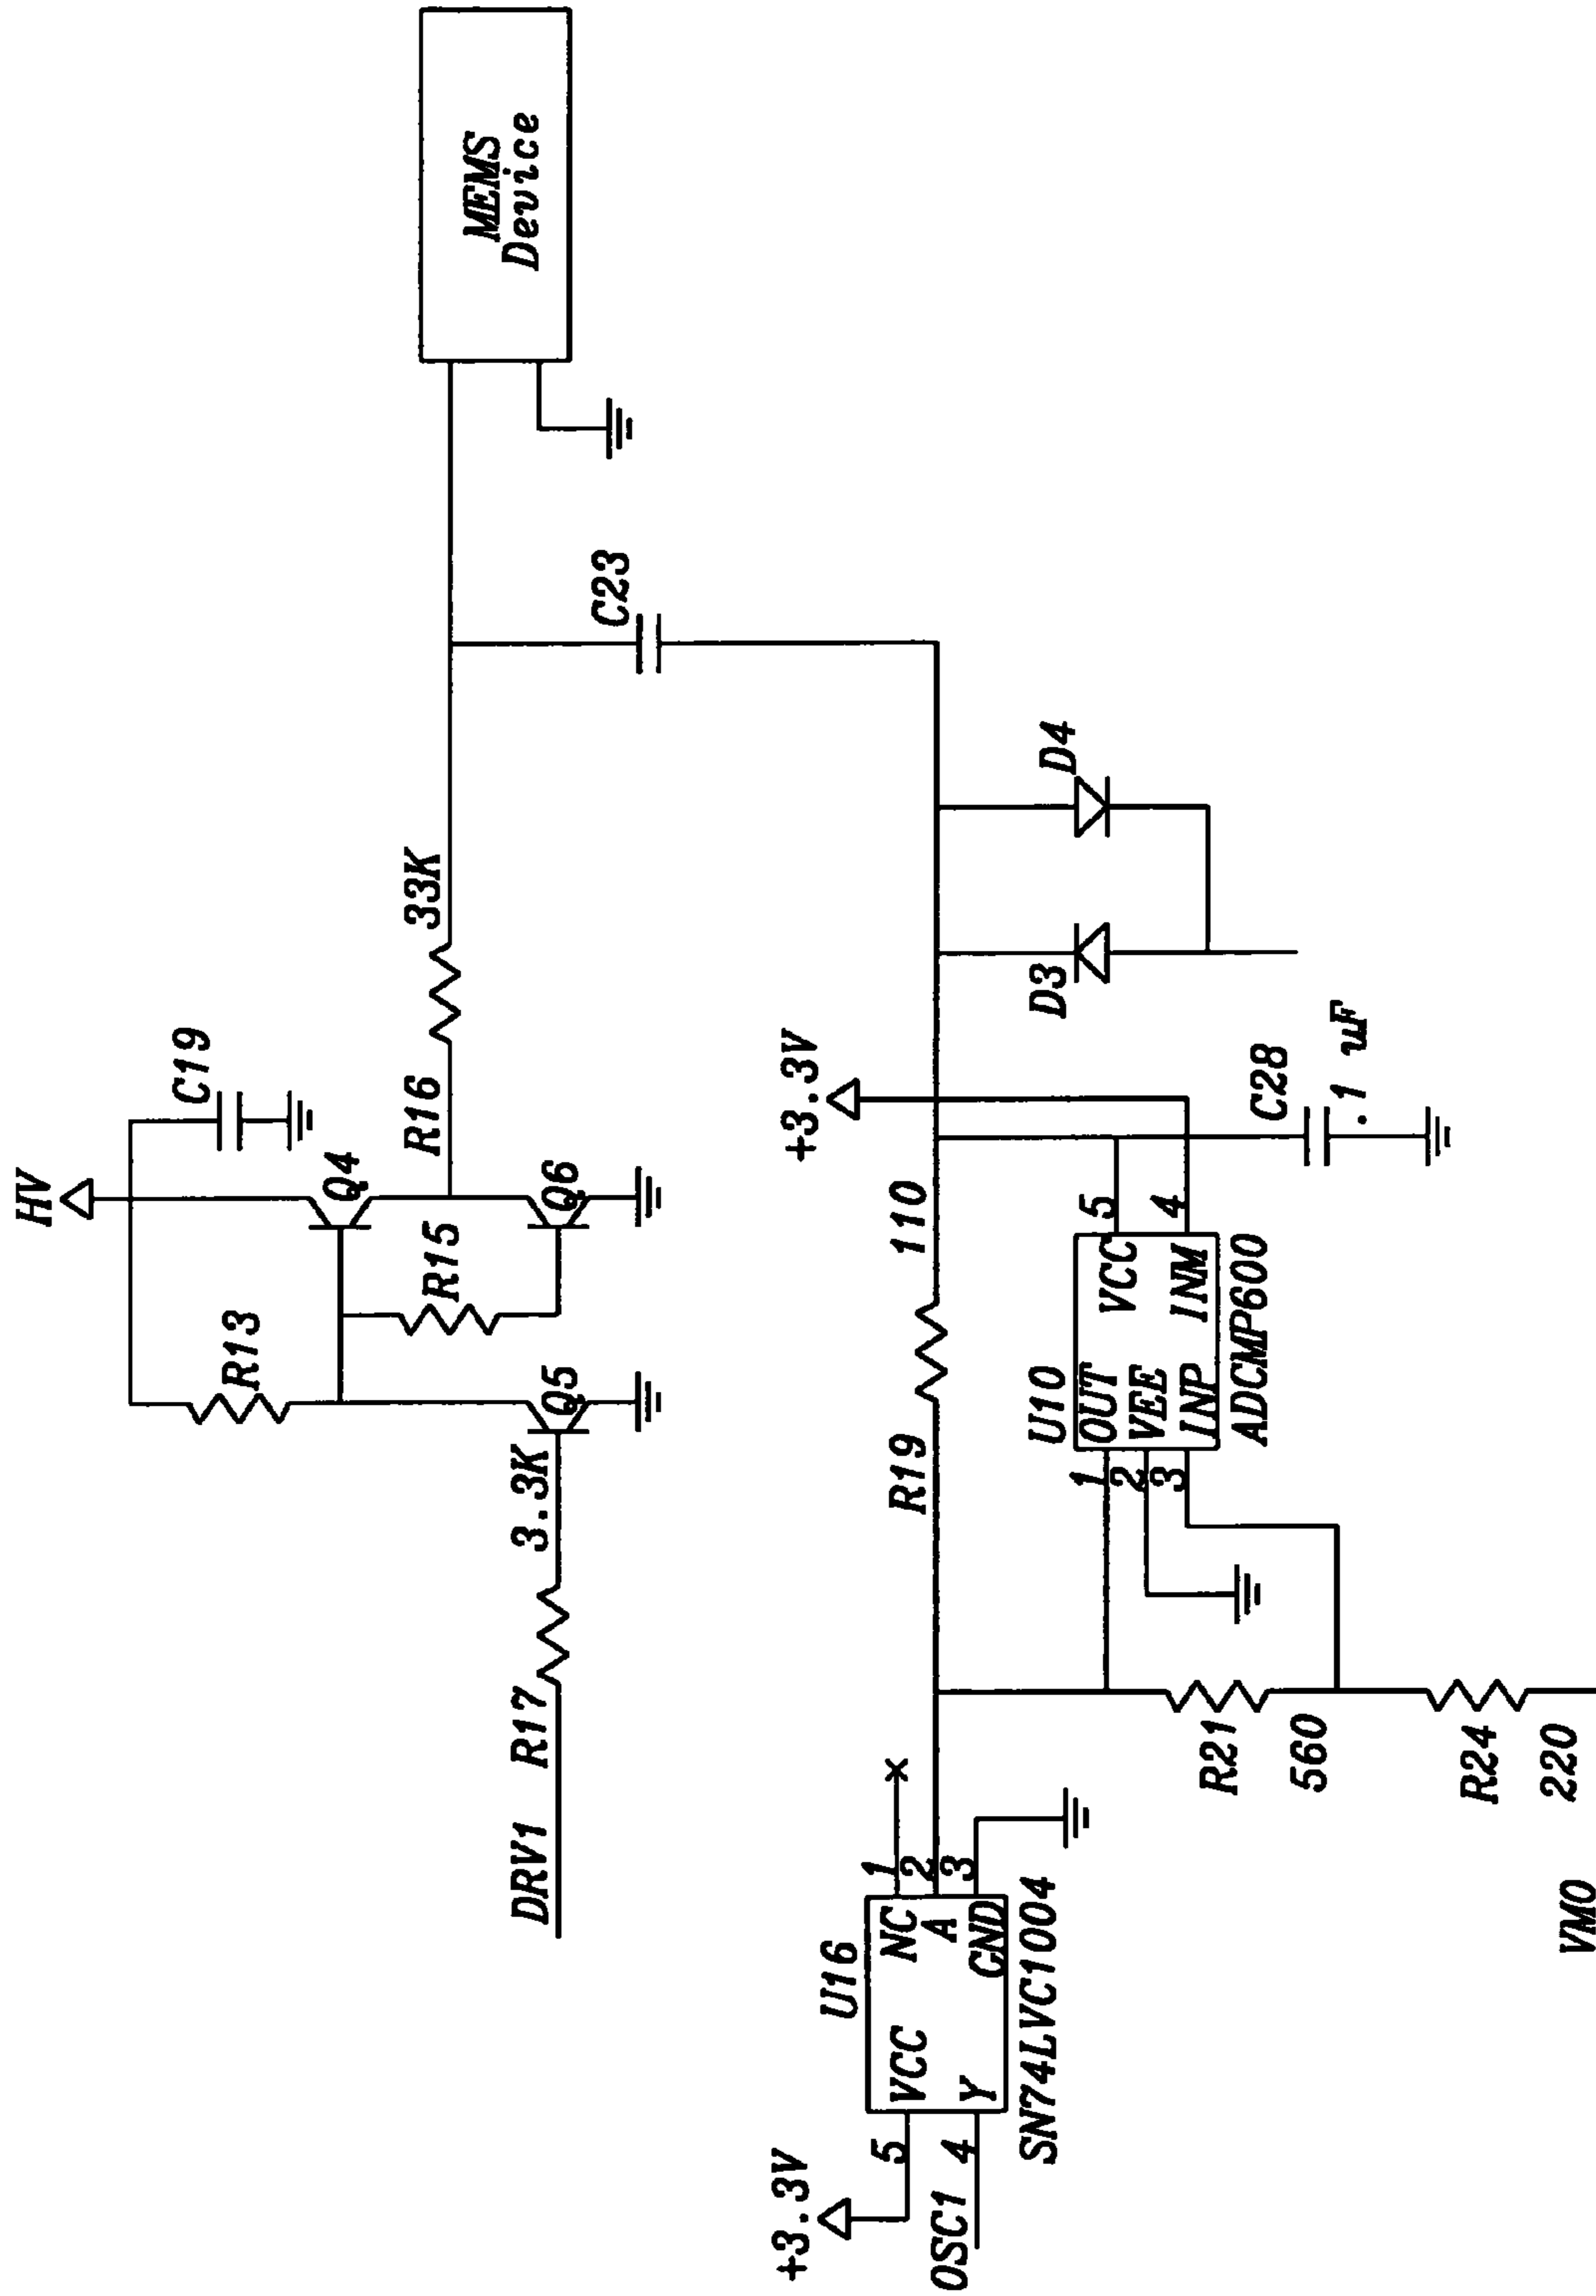 HV
C19
R13
Q4
R15
Q5
Q6
R16
33K
DRV1
R17
3.3K
MEMS
Device
C23
+3.3V
D4
D3
R19
110
U16
NC
A
GND
VCC
Y
1
2
3
5
4
SN74LVC1004
+3.3V
OSC1
U10
OUT
VEE
INP
VCC
INM
1
2
3
5
4
ADCMP600
C28
.1 uF
R21
560
R24
220
VM0